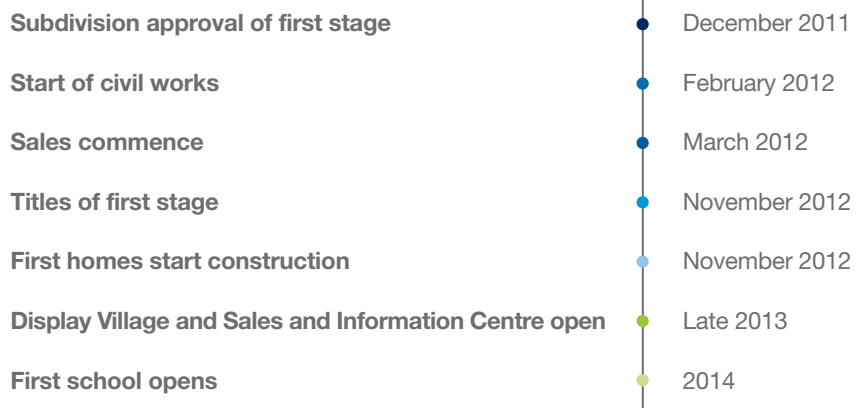 Subdivision approval of first stage December 2011
Start of civil works February 2012
Sales commence March 2012
Titles of first stage November 2012
First homes start construction November 2012
Display Village and Sales and Information Centre open Late 2013
First school opens 2014